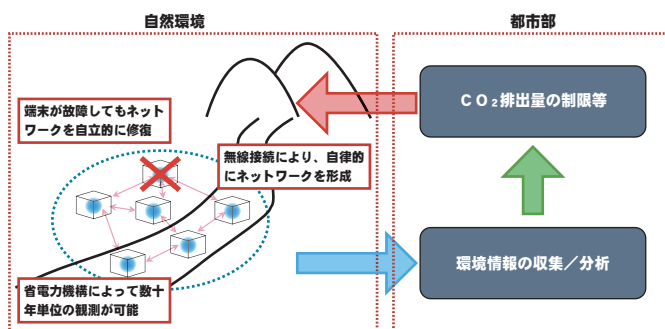 自然環境
都市部
端末が故障してもネット
ワークを自立的に修復
無線接続により、自律的
にネットワークを形成
省電力機構によって数十
年単位の観測が可能
CO₂排出量の制限等
環境情報の収集／分析